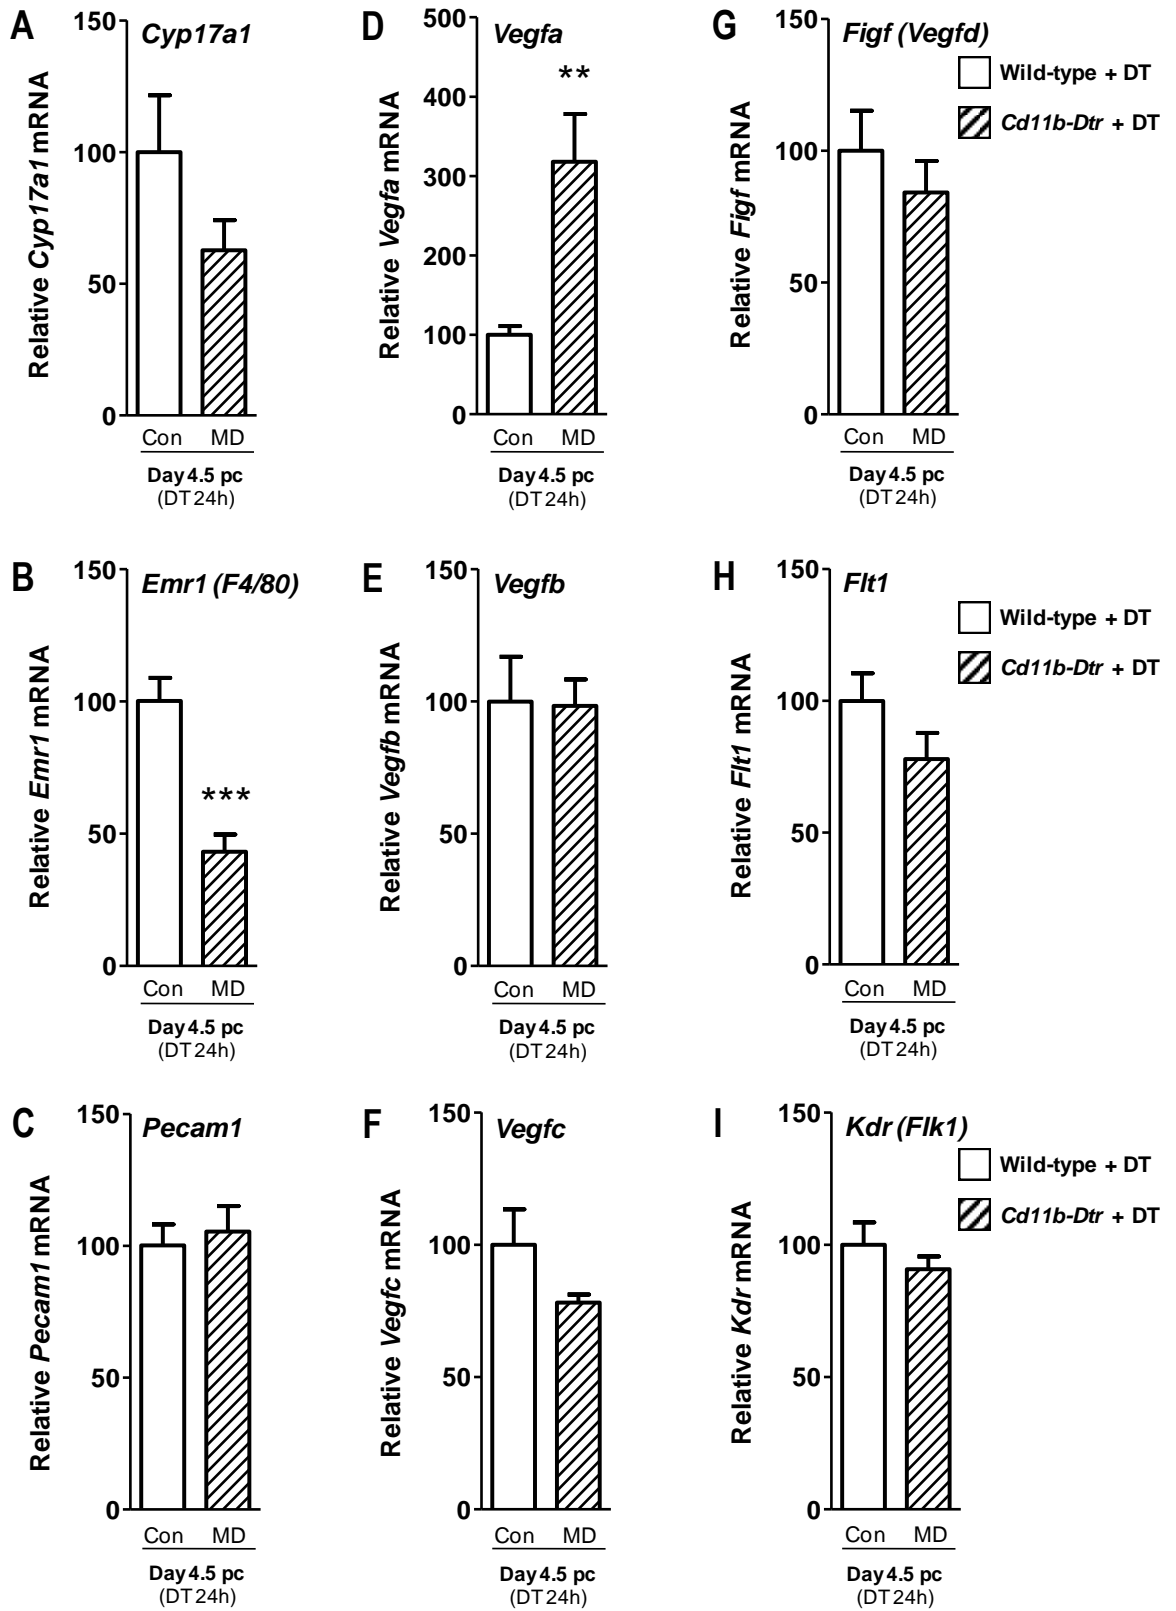 A
Cyp17a1
Relative Cyp17a1 mRNA
150
100
50
0
Con MD
Day 4.5 pc
(DT 24h)
D
Vegfa
Relative Vegfa mRNA
500
400
300
200
100
0
**
Con MD
Day 4.5 pc
(DT 24h)
G
Figf (Vegfd)
Relative Figf mRNA
150
100
50
0
Con MD
Day 4.5 pc
(DT 24h)
Wild-type + DT
Cd11b-Dtr + DT
B
Emr1 (F4/80)
Relative Emr1 mRNA
150
100
50
0
***
Con MD
Day 4.5 pc
(DT 24h)
E
Vegfb
Relative Vegfb mRNA
150
100
50
0
Con MD
Day 4.5 pc
(DT 24h)
H
Flt1
Relative Flt1 mRNA
150
100
50
0
Con MD
Day 4.5 pc
(DT 24h)
Wild-type + DT
Cd11b-Dtr + DT
C
Pecam1
Relative Pecam1 mRNA
150
100
50
0
Con MD
Day 4.5 pc
(DT 24h)
F
Vegfc
Relative Vegfc mRNA
150
100
50
0
Con MD
Day 4.5 pc
(DT 24h)
I
Kdr (Flk1)
Relative Kdr mRNA
150
100
50
0
Con MD
Day 4.5 pc
(DT 24h)
Wild-type + DT
Cd11b-Dtr + DT